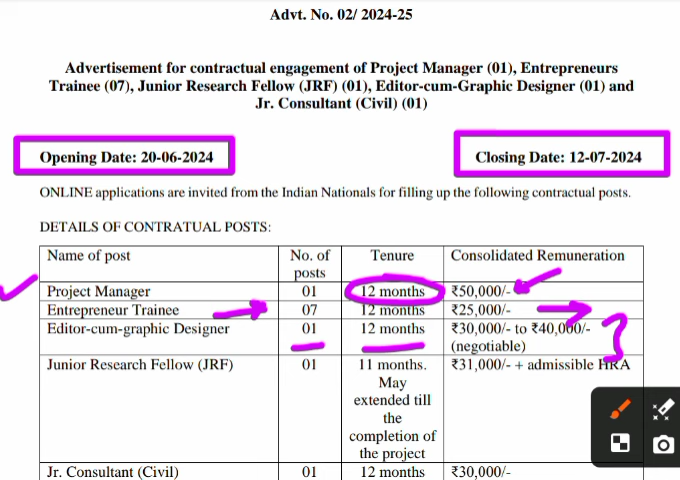 Advt. No. 02/ 2024-25
Advertisement for contractual engagement of Project Manager (01), Entrepreneurs
Trainee (07), Junior Research Fellow (JRF) (01), Editor-cum-Graphic Designer (01) and
Jr. Consultant (Civil) (01)
Opening Date: 20-06-2024 Closing Date: 12-07-2024
ONLINE applications are invited from the Indian Nationals for filling up the following contractual posts.
DETAILS OF CONTRATUAL POSTS:
Name of post No. of posts Tenure Consolidated Remuneration
Project Manager 01 12 months ₹50,000/-
Entrepreneur Trainee 07 12 months ₹25,000/-
Editor-cum-graphic Designer 01 12 months ₹30,000/- to ₹40,000/-
(negotiable)
Junior Research Fellow (JRF) 01 11 months. ₹31,000/- + admissible HRA
May
extended till
the
completion of
the project
Jr. Consultant (Civil) 01 12 months ₹30,000/-